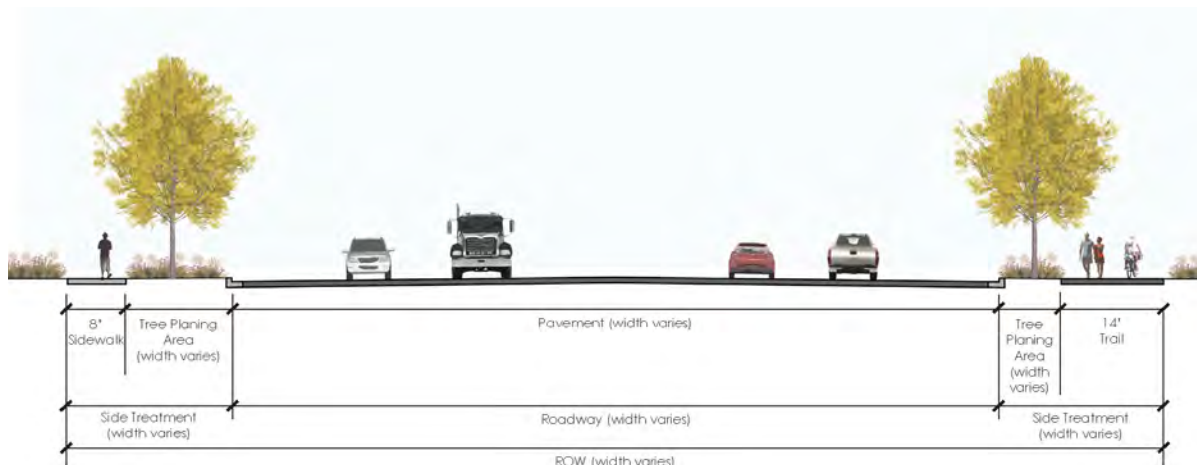 8'
Sidewalk
Tree Planing
Area
(width varies)
Pavement (width varies)
Tree
Planing
Area
(width
varies)
14'
Trail
Side Treatment
(width varies)
Roadway (width varies)
Side Treatment
(width varies)
ROW (width varies)